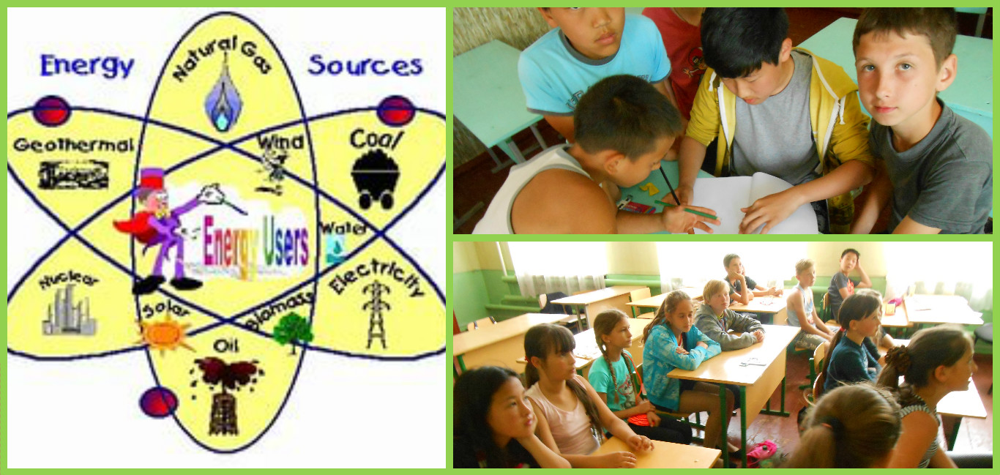 Energy Sources
Natural Gas
Geothermal
Wind
Coal
Energy Users
Water
Nuclear
Electricity
Solar
Biomass
Oil